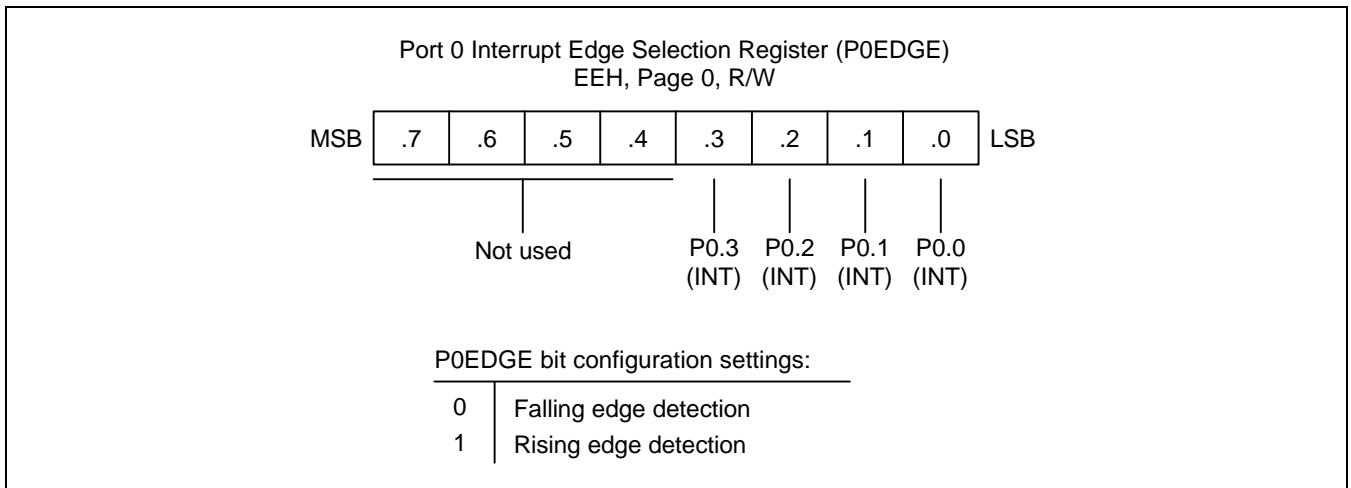 Port 0 Interrupt Edge Selection Register (P0EDGE)
EEH, Page 0, R/W
MSB .7 .6 .5 .4 .3 .2 .1 .0 LSB
Not used P0.3 P0.2 P0.1 P0.0
(INT) (INT) (INT) (INT)
P0EDGE bit configuration settings:
0 Falling edge detection
1 Rising edge detection